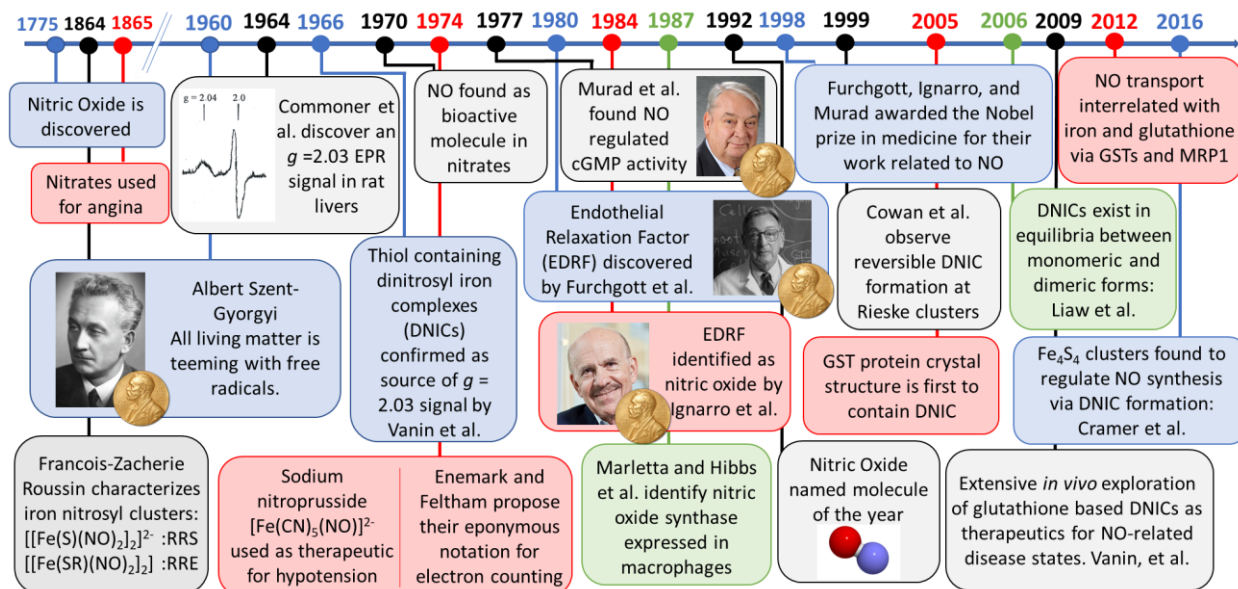 1775 1864 1865 1960 1964 1966 1970 1974 1977 1980 1984 1987 1992 1998 1999 2005 2006 2009 2012 2016
Nitric Oxide is
discovered
Nitrates used
for angina
g = 2.04 2.0
Commoner et
al. discover an
g =2.03 EPR
signal in rat
livers
NO found as
bioactive
molecule in
nitrates
Murad et al.
found NO
regulated
cGMP activity
Furchgott, Ignarro, and
Murad awarded the Nobel
prize in medicine for their
work related to NO
NO transport
interrelated with
iron and glutathione
via GSTs and MRP1
Albert Szent-
Gyorgyi
All living matter is
teeming with free
radicals.
Thiol containing
dinitrosyl iron
complexes
(DNICs)
confirmed as
source of g =
2.03 signal by
Vanin et al.
Endothelial
Relaxation Factor
(EDRF) discovered
by Furchgott et al.
Cowan et al.
observe
reversible DNIC
formation at
Rieske clusters
DNICs exist in
equilibria between
monomeric and
dimeric forms:
Liaw et al.
EDRF
identified as
nitric oxide by
Ignarro et al.
GST protein crystal
structure is first to
contain DNIC
Fe₄S₄ clusters found to
regulate NO synthesis
via DNIC formation:
Cramer et al.
Francois-Zacherie
Roussin characterizes
iron nitrosyl clusters:
[[Fe(S)(NO)₂]₂]²⁻ :RRS
[[Fe(SR)(NO)₂]₂] :RRE
Sodium
nitroprusside
[Fe(CN)₅(NO)]²⁻
used as therapeutic
for hypotension
Enemark and
Feltham propose
their eponymous
notation for
electron counting
Marletta and Hibbs
et al. identify nitric
oxide synthase
expressed in
macrophages
Nitric Oxide
named molecule
of the year
Extensive in vivo exploration
of glutathione based DNICs as
therapeutics for NO-related
disease states. Vanin, et al.